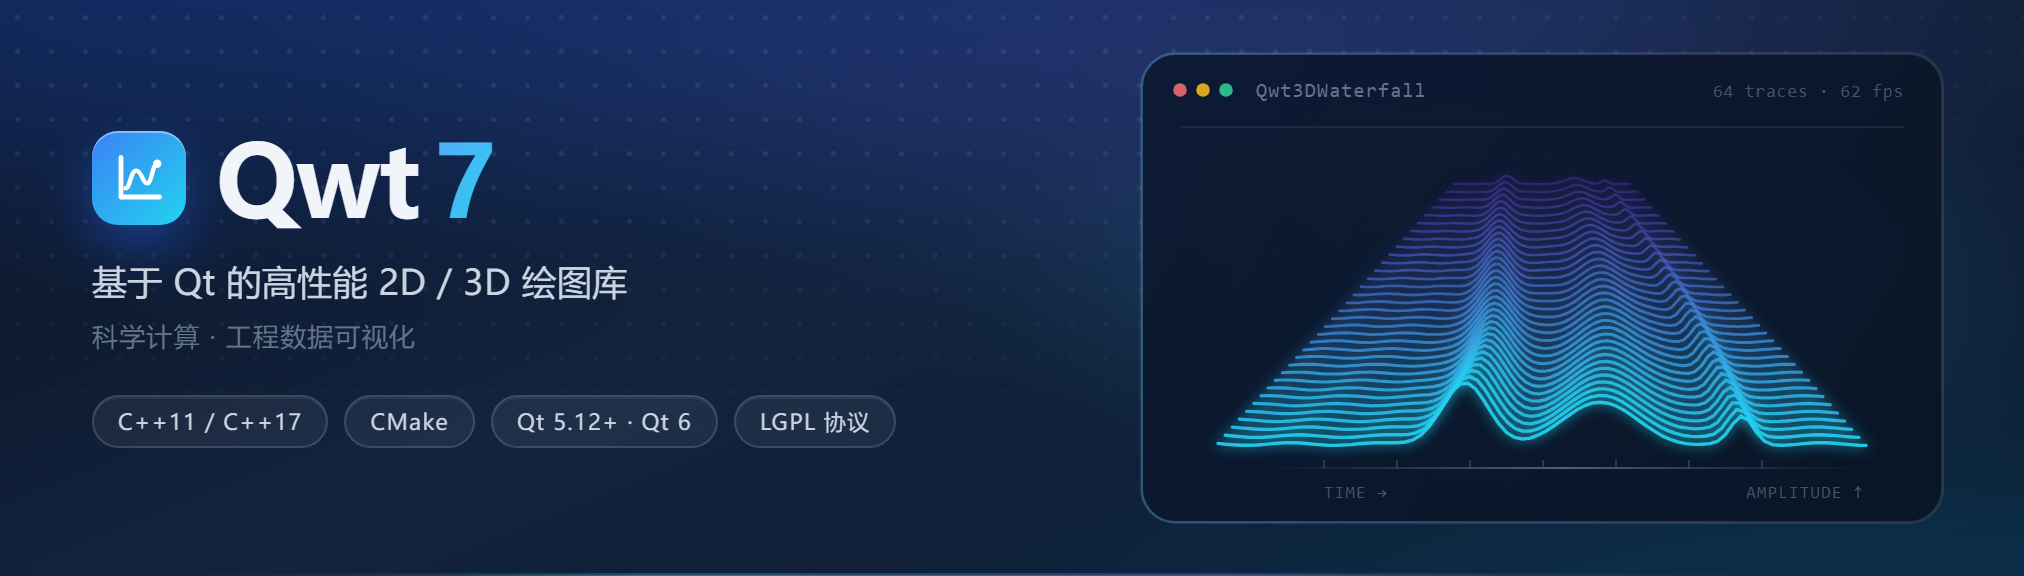 Qwt 7
基于 Qt 的高性能 2D / 3D 绘图库
科学计算 · 工程数据可视化
C++11 / C++17
CMake
Qt 5.12+ · Qt 6
LGPL 协议
Qwt3DWaterfall
64 traces · 62 fps
TIME →
AMPLITUDE ↑